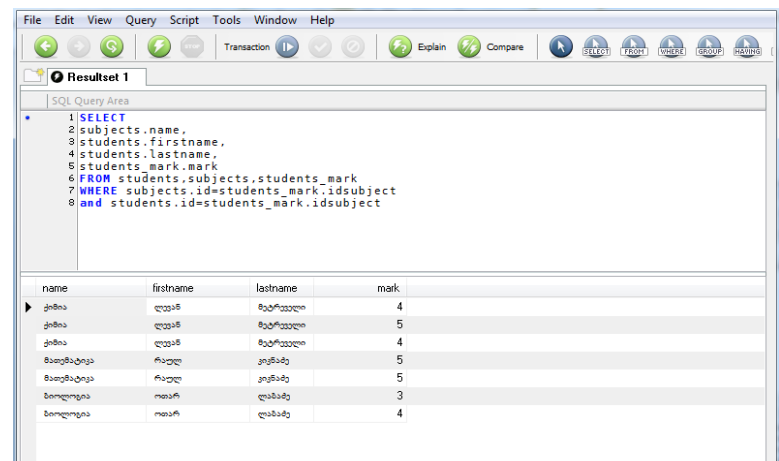 File Edit View Query Script Tools Window Help
Transaction Explain Compare SELECT FROM WHERE GROUP HAVING
Resultset 1
SQL Query Area
1 SELECT
2 subjects.name,
3 students.firstname,
4 students.lastname,
5 students_mark.mark
6 FROM students,subjects,students_mark
7 WHERE subjects.id=students_mark.idsubject
8 and students.id=students_mark.idsubject
name firstname lastname mark
ქიმია ლევან მეტრეველი 4
ქიმია ლევან მეტრეველი 5
ქიმია ლევან მეტრეველი 4
მათემატიკა რაულ კიკნაძე 5
მათემატიკა რაულ კიკნაძე 5
ბიოლოგია ოთარ ლაბაძე 3
ბიოლოგია ოთარ ლაბაძე 4